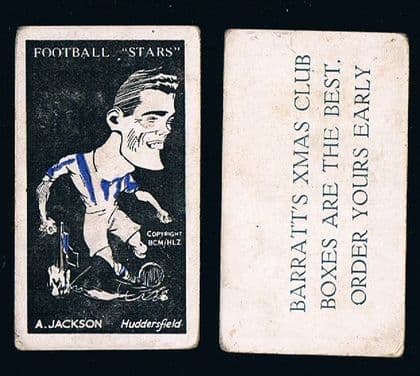 FOOTBALL "STARS"
COPYRIGHT
BCM/HLZ
A. JACKSON Huddersfield
BARRATT'S XMAS CLUB
BOXES ARE THE BEST.
ORDER YOURS EARLY